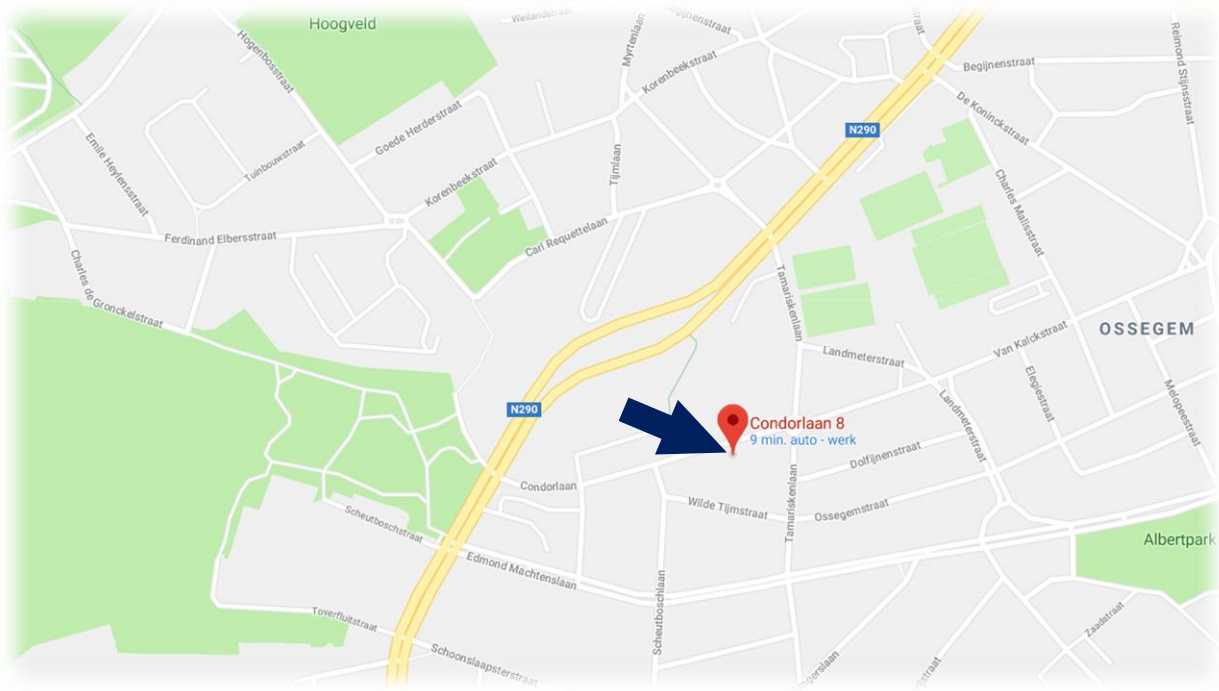 Hoogveld
Weilandstraat
Begijnenstraat
Reimond Stijnsstraat
Hogenbosstraat
Myrtenlaan
Korenbeekstraat
Begijnenstraat
De Koninckstraat
N290
Goede Herderstraat
Emile Heylensstraat
Tuinbouwstraat
Tijmlaan
Korenbeekstraat
Charles Malisstraat
Ferdinand Elbersstraat
Carl Requettelaan
Charles de Gronckelstraat
Tamariskenlaan
OSSEGEM
Van Kalckstraat
Landmeterstraat
Elegiestraat
Melopeestraat
N290
Condorlaan 8
9 min. auto - werk
Landmeterstraat
Dolfijnenstraat
Condorlaan
Wilde Tijmstraat
Ossegemstraat
Tamariskenlaan
Scheutboschstraat
Albertpark
Edmond Machtenslaan
Scheutboschlaan
Toverfluitstraat
Zaadstraat
Schoonslaapsterstraat